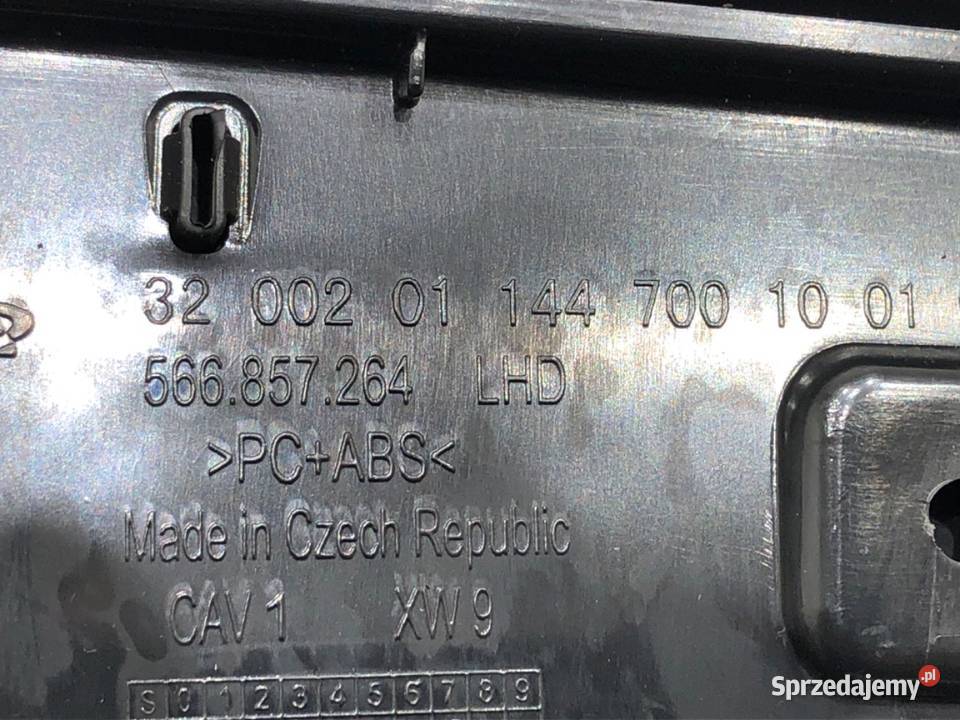 32 002 01 144 700 10 01
566.857.264 LHD
>PC+ABS<
Made in Czech Republic
CAV 1 XW 9
S 0 1 2 3 4 5 6 7 8 9
Sprzedajemy.pl